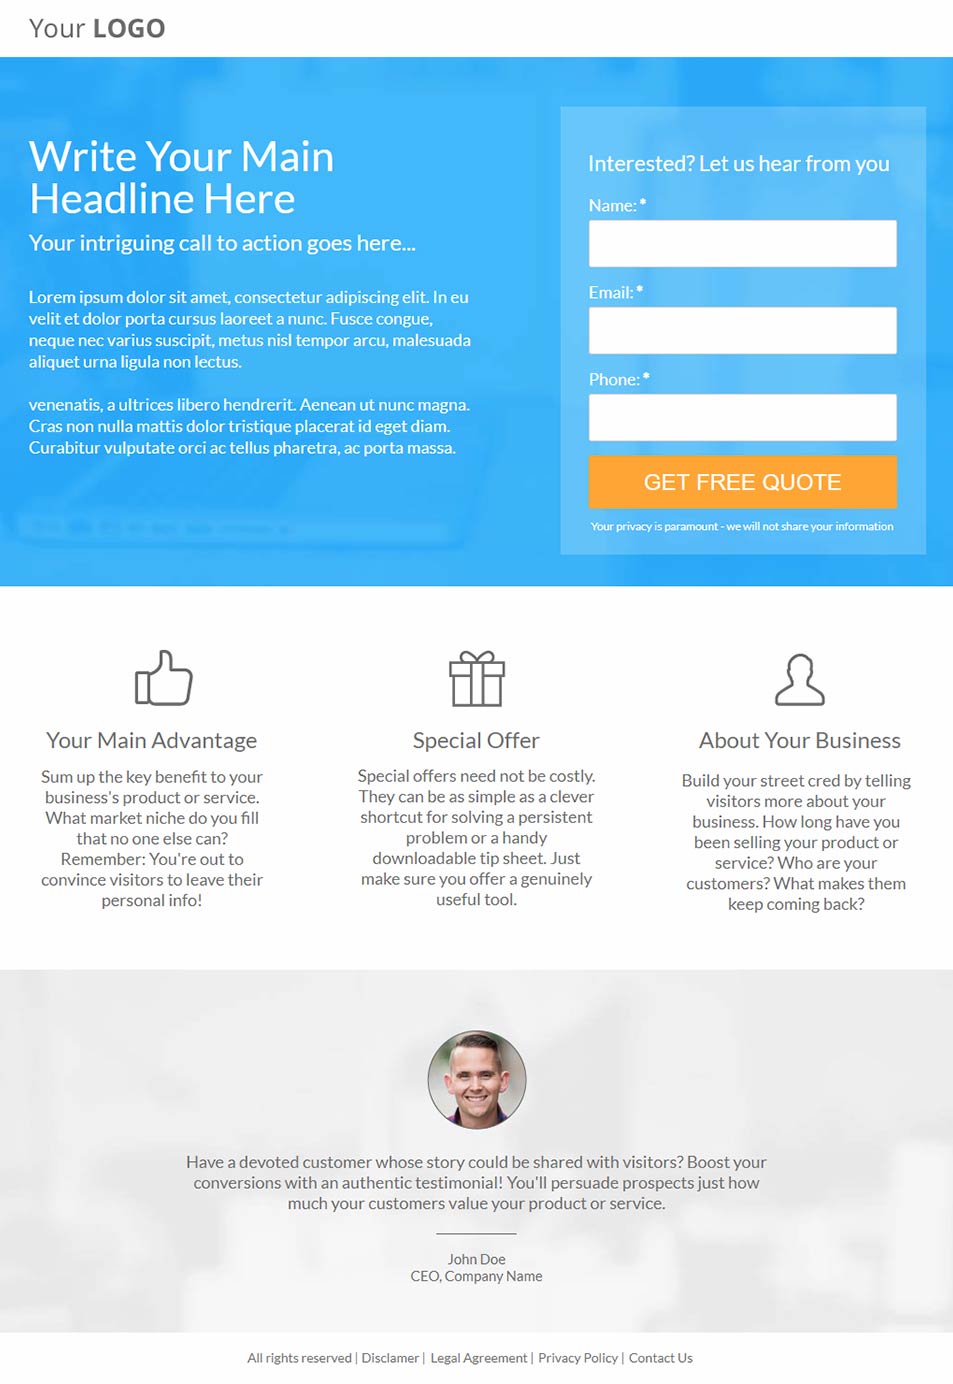 Your LOGO
Write Your Main
Headline Here
Your intriguing call to action goes here...
Lorem ipsum dolor sit amet, consectetur adipiscing elit. In eu
velit et dolor porta cursus laoreet a nunc. Fusce congue,
neque nec varius suscipit, metus nisl tempor arcu, malesuada
aliquet urna ligula non lectus.
venenatis, a ultrices libero hendrerit. Aenean ut nunc magna.
Cras non nulla mattis dolor tristique placerat id eget diam.
Curabitur vulputate orci ac tellus pharetra, ac porta massa.
Interested? Let us hear from you
Name: *
Email: *
Phone: *
GET FREE QUOTE
Your privacy is paramount - we will not share your information
Your Main Advantage
Sum up the key benefit to your
business's product or service.
What market niche do you fill
that no one else can?
Remember: You're out to
convince visitors to leave their
personal info!
Special Offer
Special offers need not be costly.
They can be as simple as a clever
shortcut for solving a persistent
problem or a handy
downloadable tip sheet. Just
make sure you offer a genuinely
useful tool.
About Your Business
Build your street cred by telling
visitors more about your
business. How long have you
been selling your product or
service? Who are your
customers? What makes them
keep coming back?
Have a devoted customer whose story could be shared with visitors? Boost your
conversions with an authentic testimonial! You'll persuade prospects just how
much your customers value your product or service.
John Doe
CEO, Company Name
All rights reserved | Disclamer | Legal Agreement | Privacy Policy | Contact Us